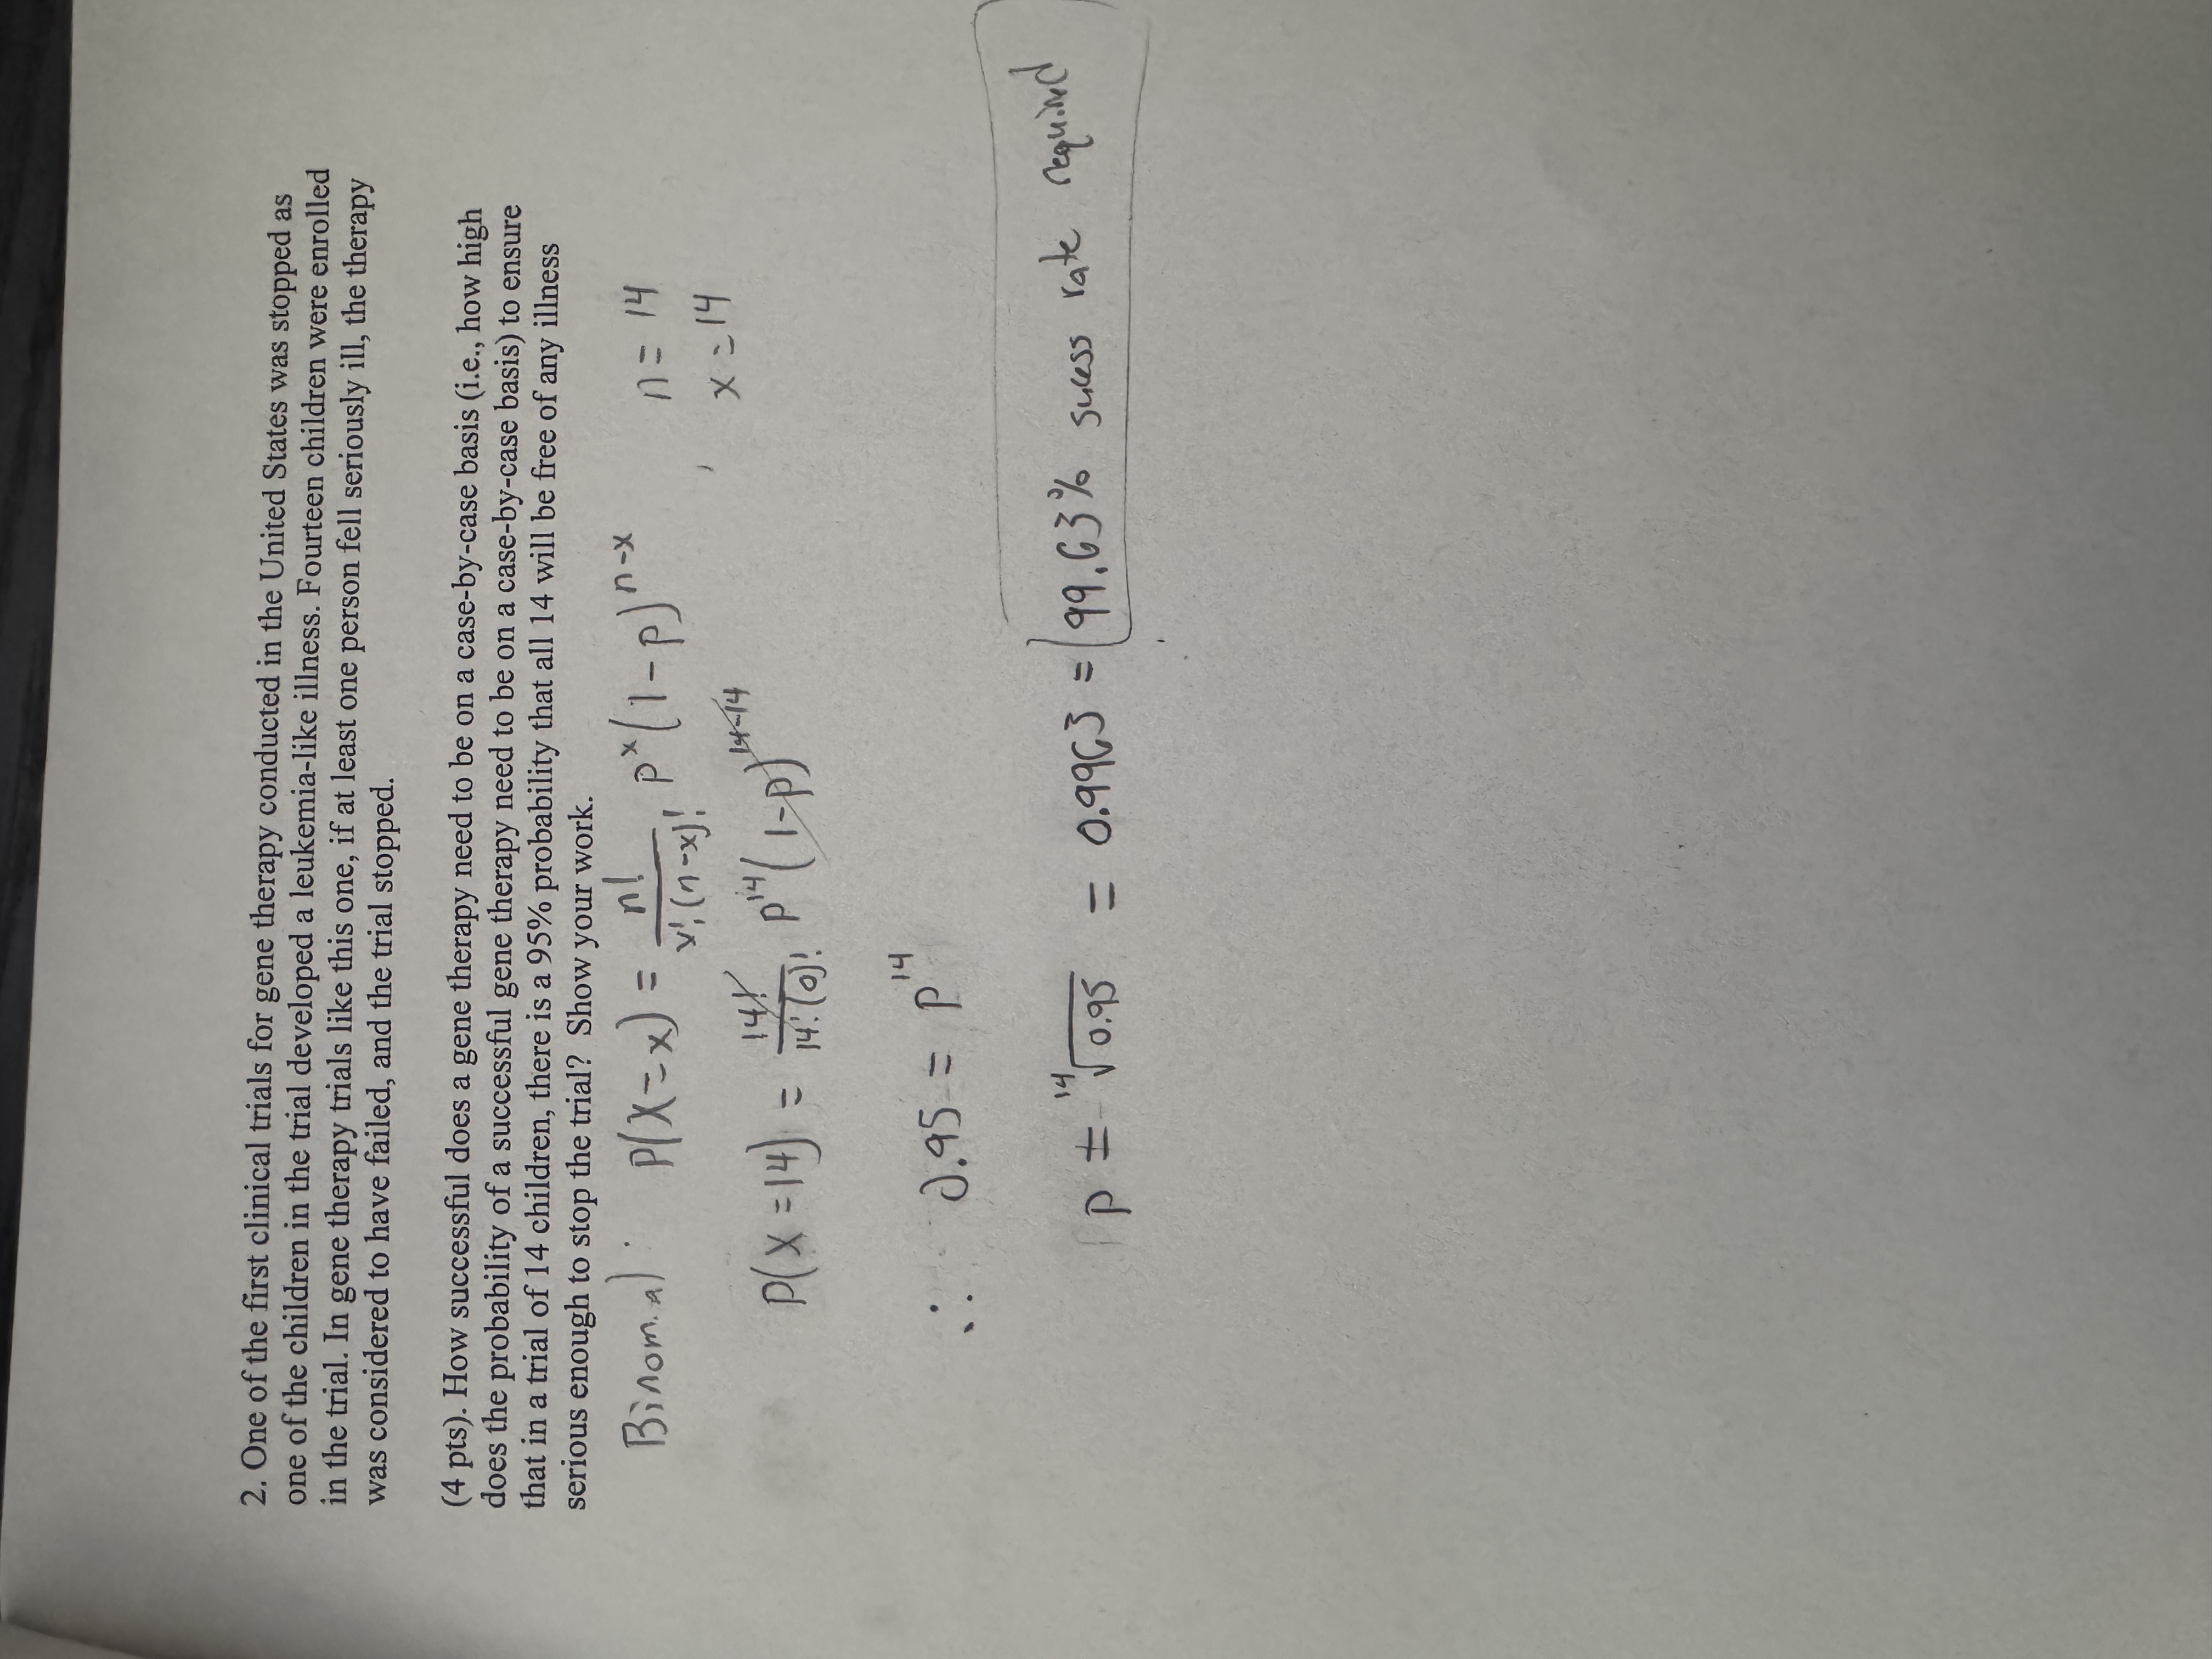 2. One of the first clinical trials for gene therapy conducted in the United States was stopped as
one of the children in the trial developed a leukemia-like illness. Fourteen children were enrolled
in the trial. In gene therapy trials like this one, if at least one person fell seriously ill, the therapy
was considered to have failed, and the trial stopped.
(4 pts). How successful does a gene therapy need to be on a case-by-case basis (i.e., how high
does the probability of a successful gene therapy need to be on a case-by-case basis) to ensure
that in a trial of 14 children, there is a 95% probability that all 14 will be free of any illness
serious enough to stop the trial? Show your work.
Binomial: P(X=x) = n!/x!(n-x)! p^x(1-p)^n-x n = 14
x = 14
P(X=14) = 14!/14!(0)! p^14(1-p)^14-14
∴ 0.95 = p^14
p = ¹⁴√0.95 = 0.9963 = 99.63% sucess rate required